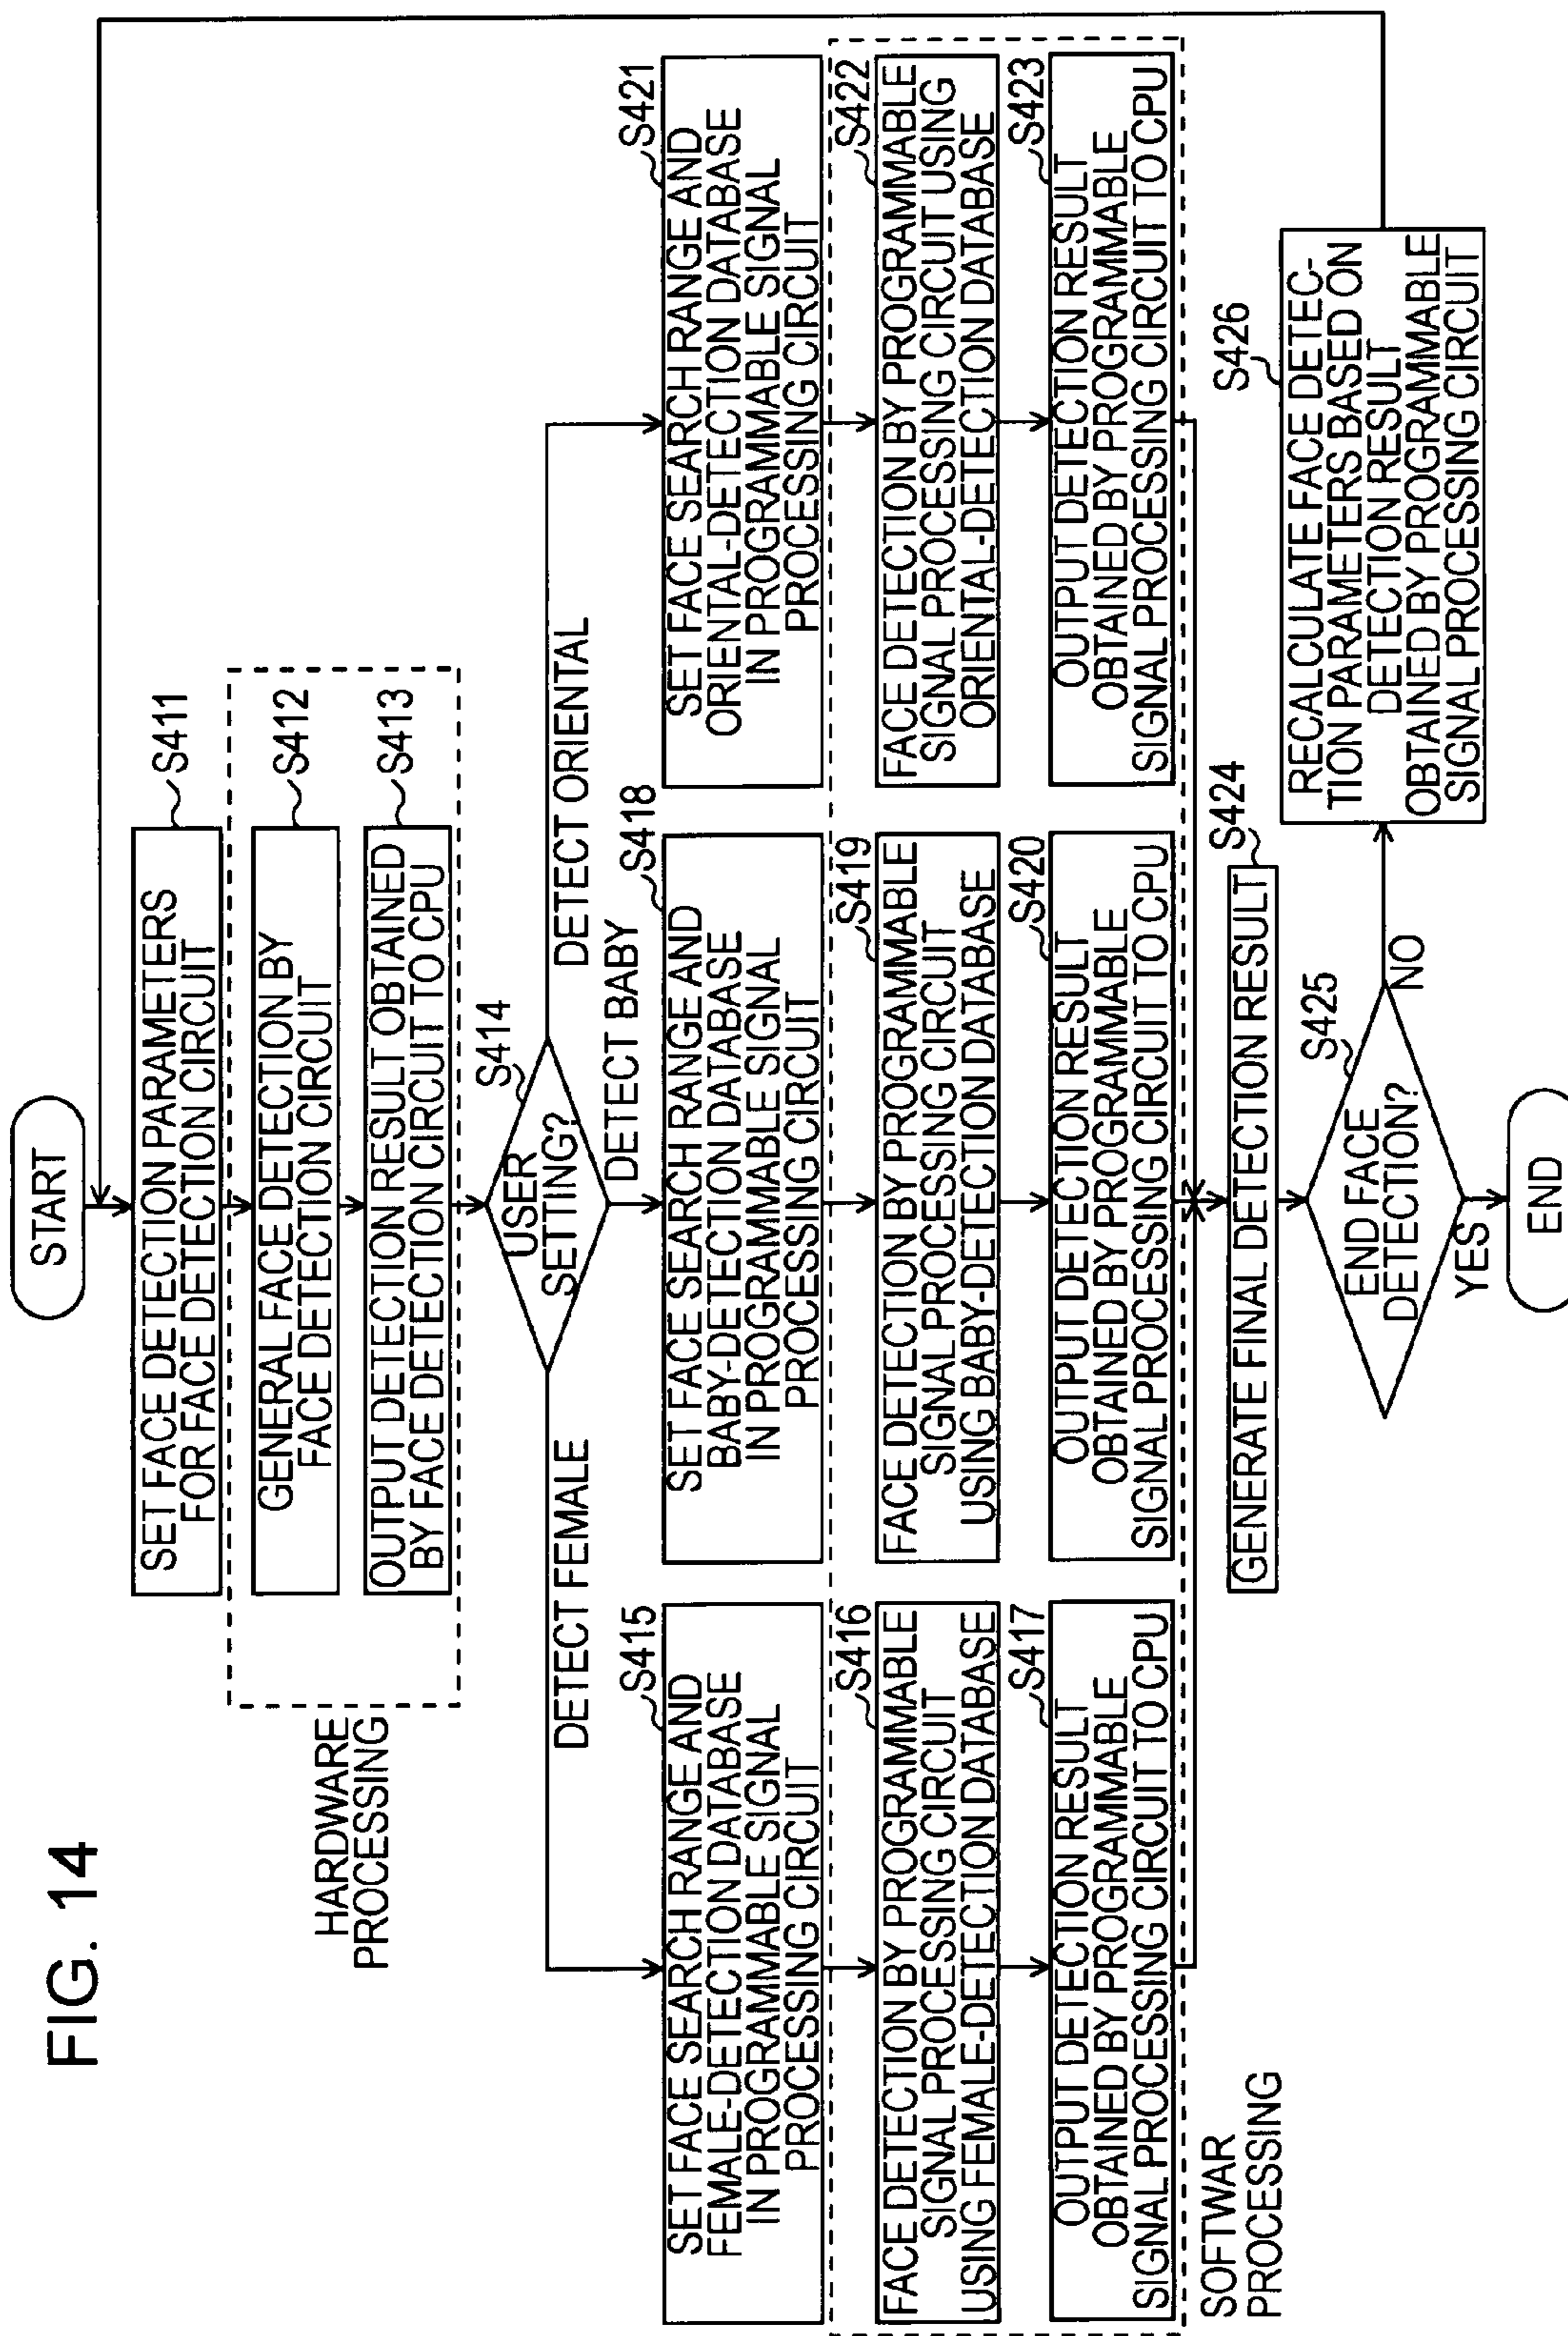 FIG. 14
START
SET FACE DETECTION PARAMETERS
FOR FACE DETECTION CIRCUIT
S411
HARDWARE
PROCESSING
GENERAL FACE DETECTION BY
FACE DETECTION CIRCUIT
S412
OUTPUT DETECTION RESULT OBTAINED
BY FACE DETECTION CIRCUIT TO CPU
S413
USER
SETTING?
S414
DETECT FEMALE
DETECT BABY
DETECT ORIENTAL
SET FACE SEARCH RANGE AND
FEMALE-DETECTION DATABASE
IN PROGRAMMABLE SIGNAL
PROCESSING CIRCUIT
S415
FACE DETECTION BY PROGRAMMABLE
SIGNAL PROCESSING CIRCUIT
USING FEMALE-DETECTION DATABASE
S416
OUTPUT DETECTION RESULT
OBTAINED BY PROGRAMMABLE
SIGNAL PROCESSING CIRCUIT TO CPU
S417
SET FACE SEARCH RANGE AND
BABY-DETECTION DATABASE
IN PROGRAMMABLE SIGNAL
PROCESSING CIRCUIT
S418
FACE DETECTION BY PROGRAMMABLE
SIGNAL PROCESSING CIRCUIT
USING BABY-DETECTION DATABASE
S419
OUTPUT DETECTION RESULT
OBTAINED BY PROGRAMMABLE
SIGNAL PROCESSING CIRCUIT TO CPU
S420
SET FACE SEARCH RANGE AND
ORIENTAL-DETECTION DATABASE
IN PROGRAMMABLE SIGNAL
PROCESSING CIRCUIT
S421
FACE DETECTION BY PROGRAMMABLE
SIGNAL PROCESSING CIRCUIT USING
ORIENTAL-DETECTION DATABASE
S422
OUTPUT DETECTION RESULT
OBTAINED BY PROGRAMMABLE
SIGNAL PROCESSING CIRCUIT TO CPU
S423
SOFTWAR
PROCESSING
GENERATE FINAL DETECTION RESULT
S424
END FACE
DETECTION?
S425
NO
YES
RECALCULATE FACE DETEC-
TION PARAMETERS BASED ON
DETECTION RESULT
OBTAINED BY PROGRAMMABLE
SIGNAL PROCESSING CIRCUIT
S426
END